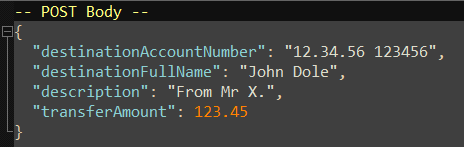 -- POST Body --
{
"destinationAccountNumber": "12.34.56 123456",
"destinationFullName": "John Dole",
"description": "From Mr X.",
"transferAmount": 123.45
}